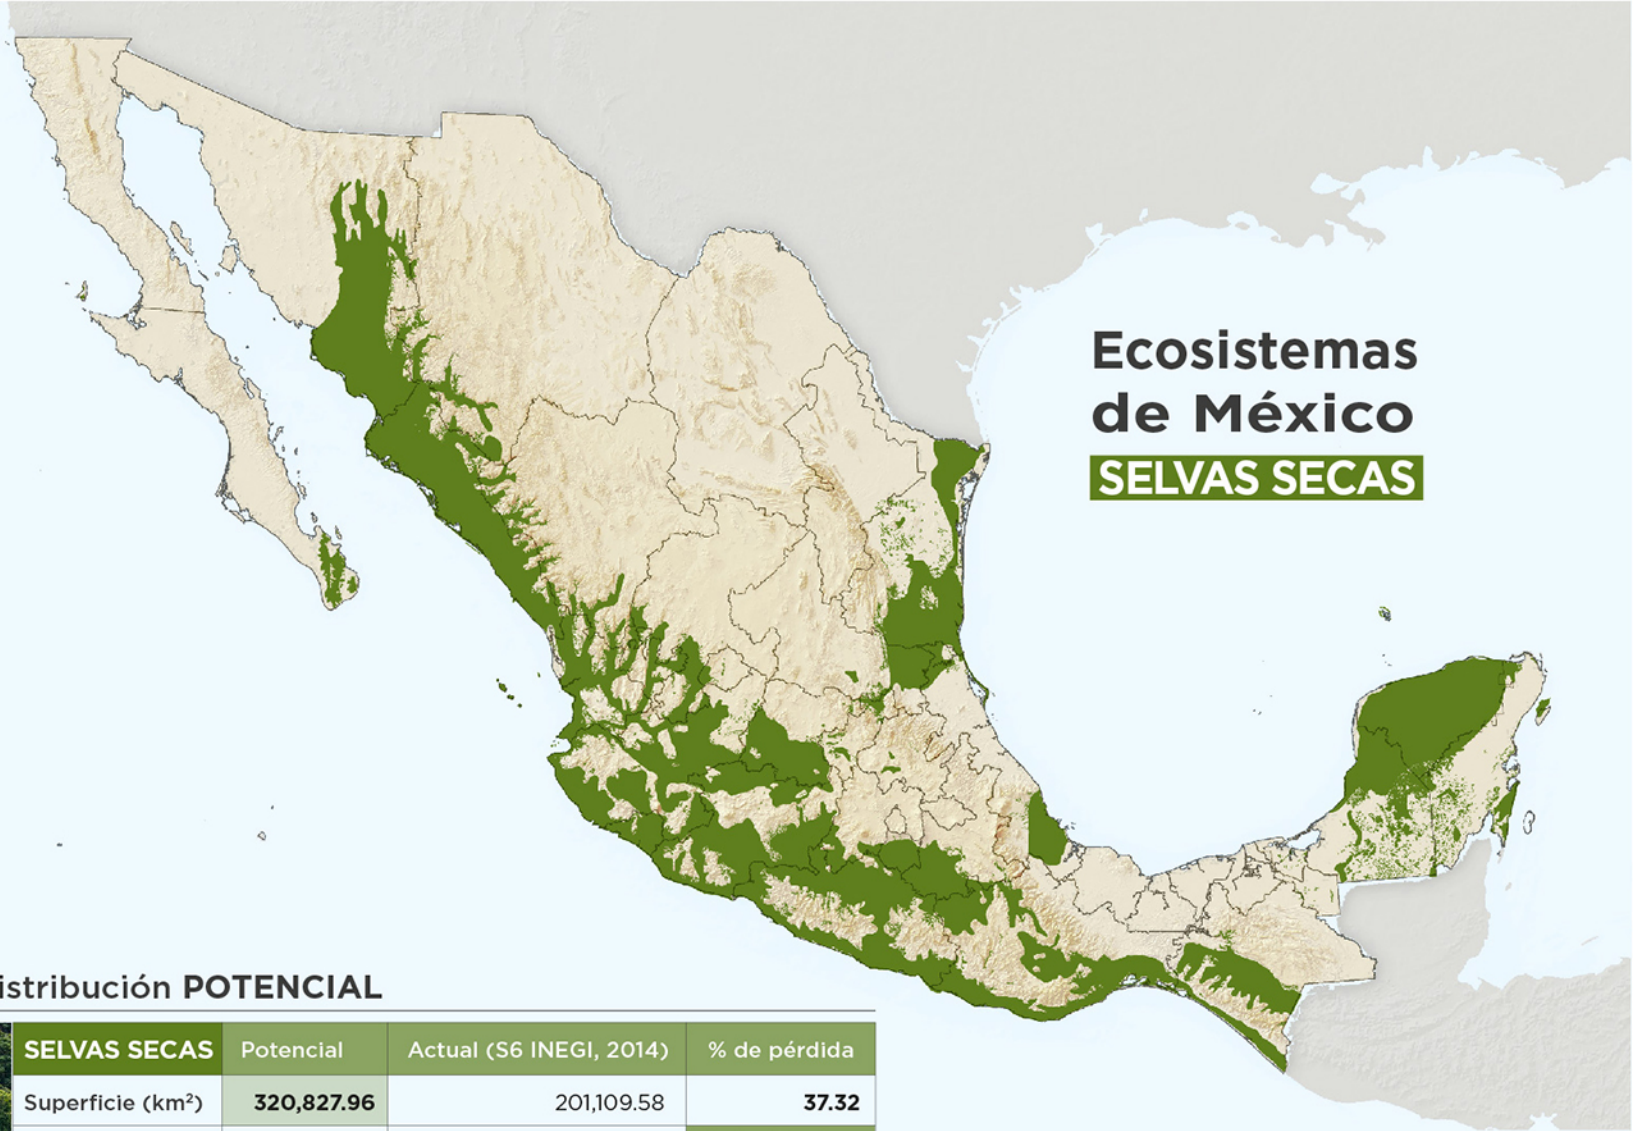 Ecosistemas
de México
SELVAS SECAS
istribución POTENCIAL
SELVAS SECAS Potencial Actual (S6 INEGI, 2014) % de pérdida
Superficie (km²) 320,827.96 201,109.58 37.32